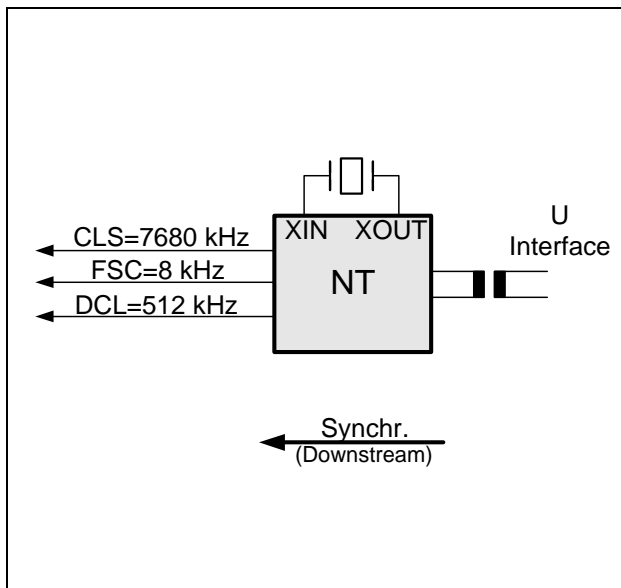 XIN XOUT
NT
CLS=7680 kHz
FSC=8 kHz
DCL=512 kHz
U
Interface
Synchr.
(Downstream)